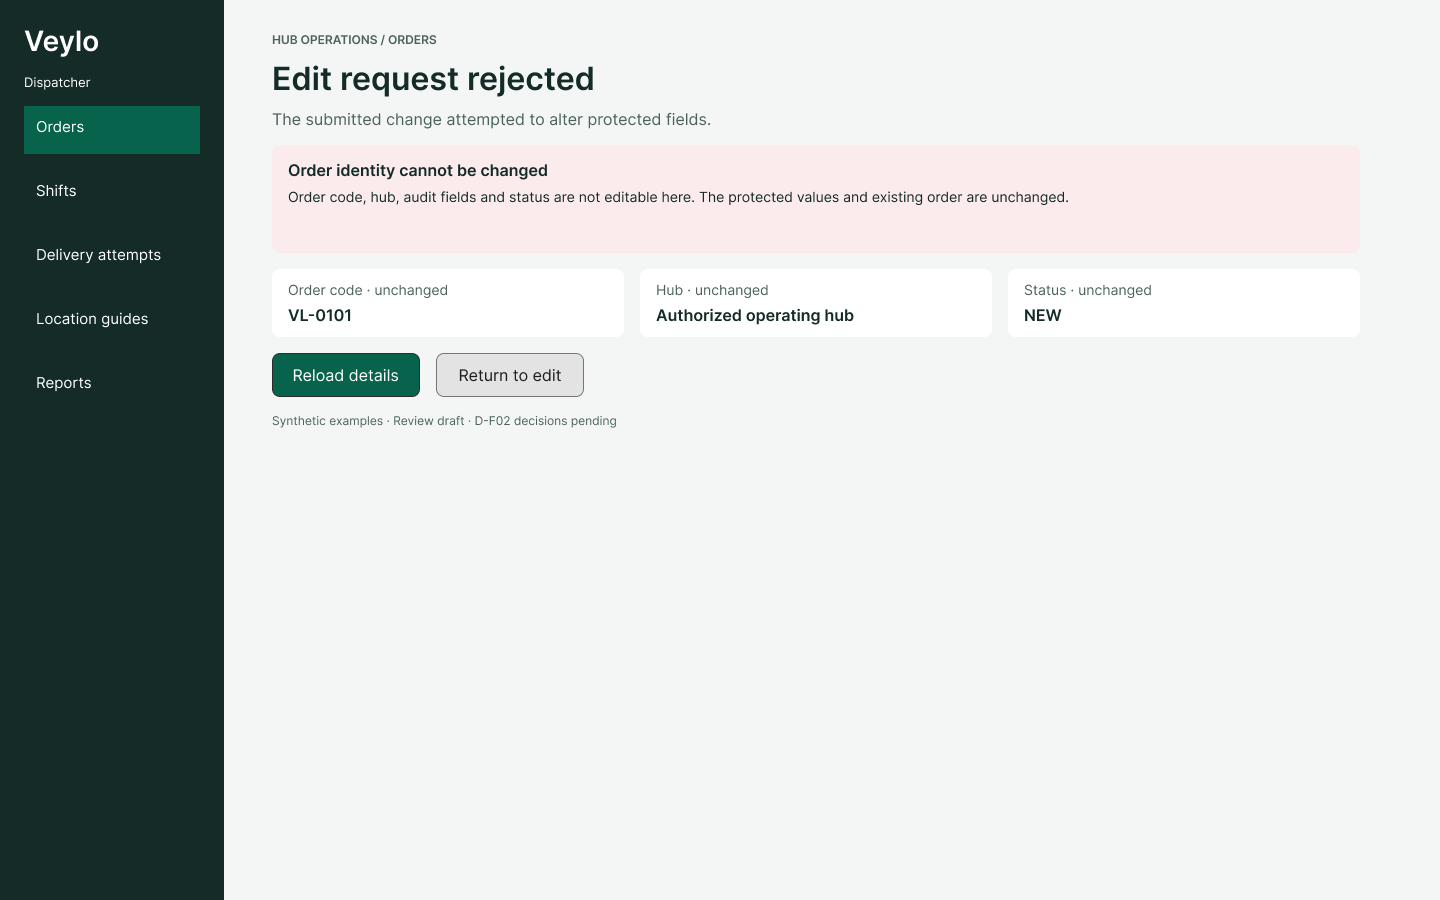 Veylo
Dispatcher
Orders
Shifts
Delivery attempts
Location guides
Reports
HUB OPERATIONS / ORDERS
Edit request rejected
The submitted change attempted to alter protected fields.
Order identity cannot be changed
Order code, hub, audit fields and status are not editable here. The protected values and existing order are unchanged.
Order code · unchanged
VL-0101
Hub · unchanged
Authorized operating hub
Status · unchanged
NEW
Reload details
Return to edit
Synthetic examples · Review draft · D-F02 decisions pending